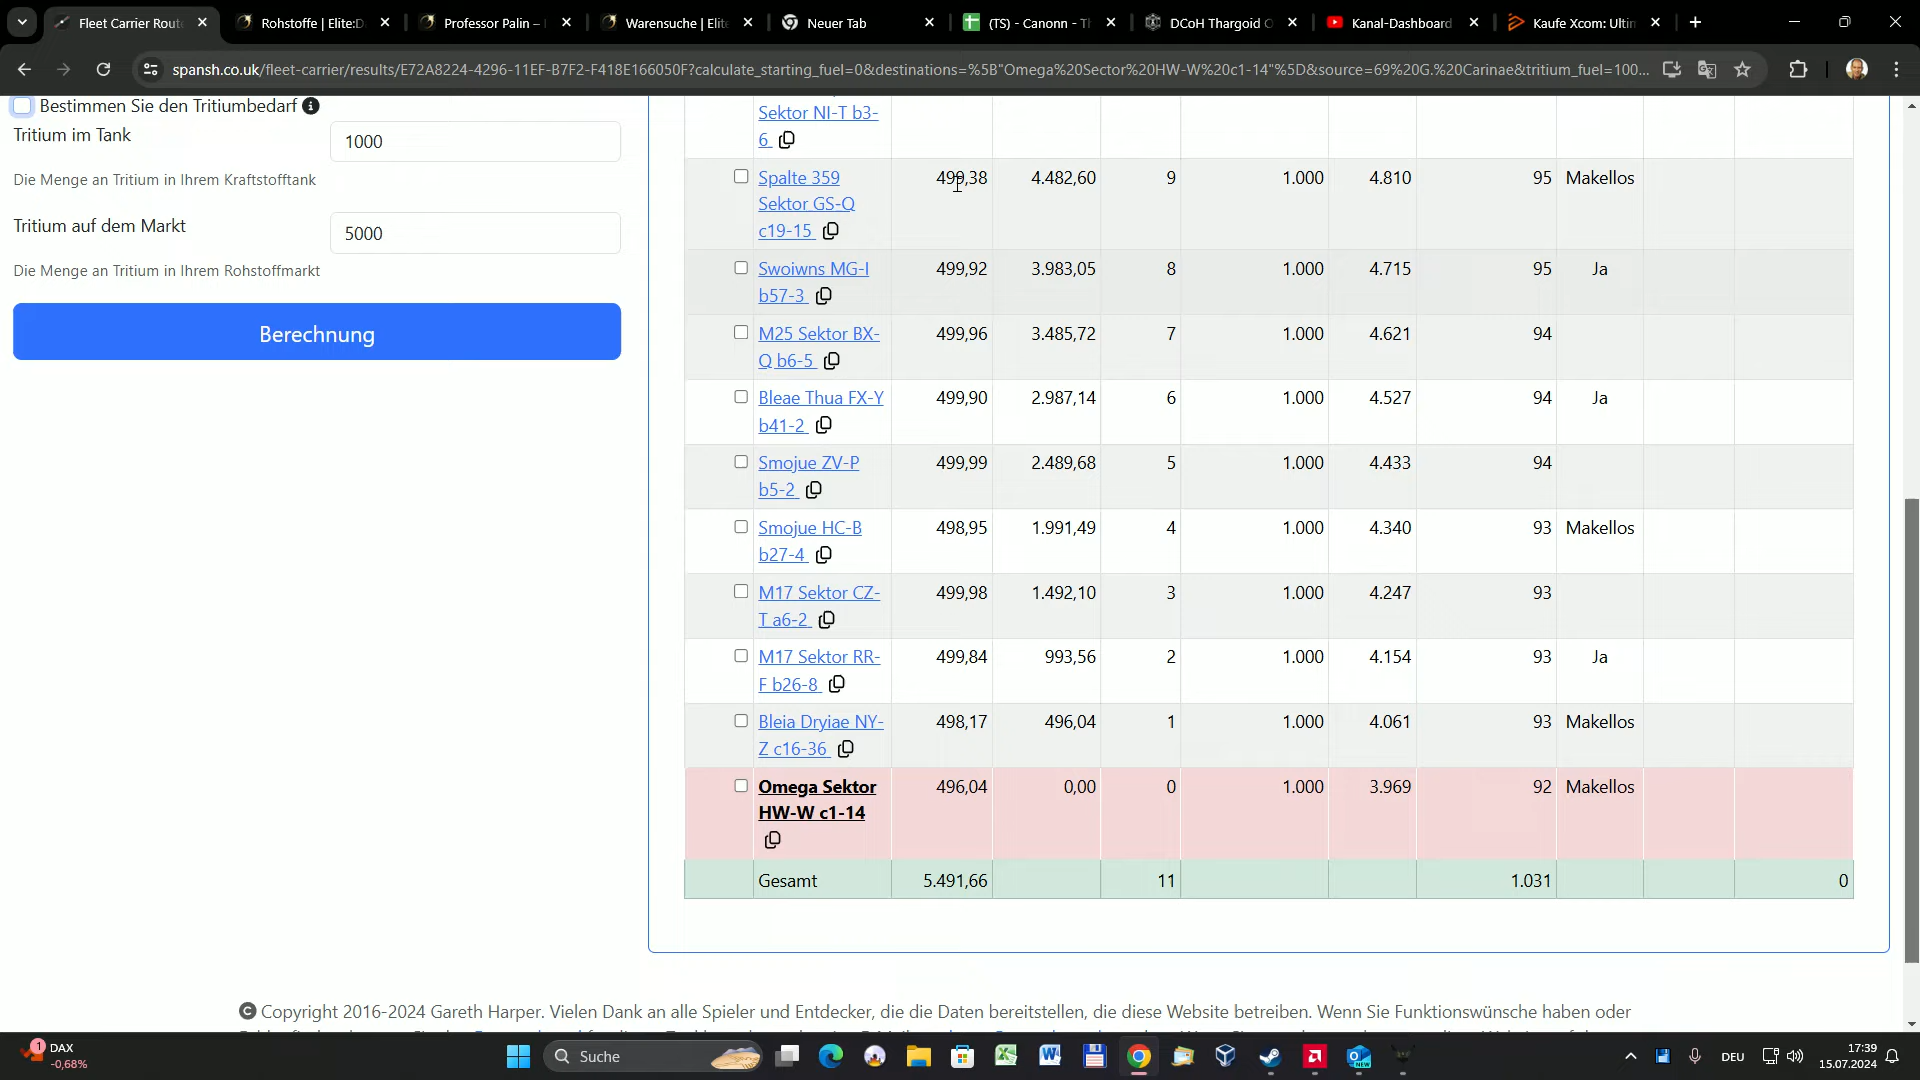 Fleet Carrier Rout
Rohstoffe | Elite:D
Professor Palin –
Warensuche | Elit
Neuer Tab
(TS) - Canonn - Th
DCoH Thargoid O
Kanal-Dashboard
Kaufe Xcom: Ultim
spansh.co.uk/fleet-carrier/results/E72A8224-4296-11EF-B7F2-F418E166050F?calculate_starting_fuel=0&destinations=%5B"Omega%20Sector%20HW-W%20c1-14"%5D&source=69%20G.%20Carinae&tritium_fuel=100...
Bestimmen Sie den Tritiumbedarf
Tritium im Tank
1000
Die Menge an Tritium in Ihrem Kraftstofftank
Tritium auf dem Markt
5000
Die Menge an Tritium in Ihrem Rohstoffmarkt
Berechnung
Sektor NI-T b3-
6
Spalte 359 499,38 4.482,60 9 1.000 4.810 95 Makellos
Sektor GS-Q
c19-15
Swoiwns MG-I 499,92 3.983,05 8 1.000 4.715 95 Ja
b57-3
M25 Sektor BX- 499,96 3.485,72 7 1.000 4.621 94
Q b6-5
Bleae Thua FX-Y 499,90 2.987,14 6 1.000 4.527 94 Ja
b41-2
Smojue ZV-P 499,99 2.489,68 5 1.000 4.433 94
b5-2
Smojue HC-B 498,95 1.991,49 4 1.000 4.340 93 Makellos
b27-4
M17 Sektor CZ- 499,98 1.492,10 3 1.000 4.247 93
T a6-2
M17 Sektor RR- 499,84 993,56 2 1.000 4.154 93 Ja
F b26-8
Bleia Dryiae NY- 498,17 496,04 1 1.000 4.061 93 Makellos
Z c16-36
Omega Sektor 496,04 0,00 0 1.000 3.969 92 Makellos
HW-W c1-14
Gesamt 5.491,66 11 1.031 0
Copyright 2016-2024 Gareth Harper. Vielen Dank an alle Spieler und Entdecker, die die Daten bereitstellen, die diese Website betreiben. Wenn Sie Funktionswünsche haben oder
1
DAX
-0,68%
Suche
NEW
DEU
17:39
15.07.2024